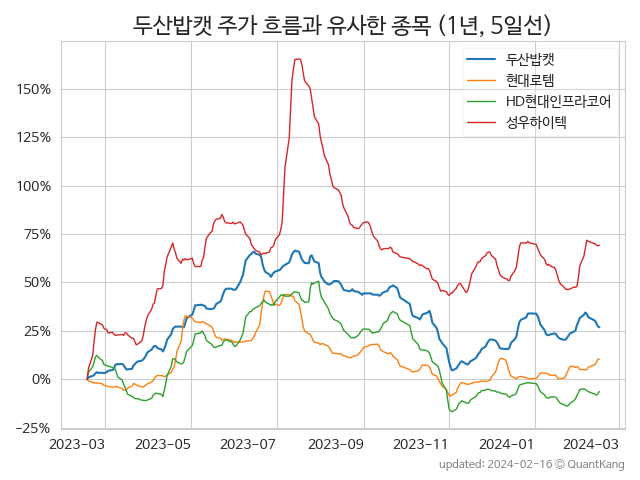 두산밥캣 주가 흐름과 유사한 종목 (1년, 5일선)
두산밥캣
현대로템
HD현대인프라코어
성우하이텍
150%
125%
100%
75%
50%
25%
0%
−25%
2023-03 2023-05 2023-07 2023-09 2023-11 2024-01 2024-03
updated: 2024-02-16 © QuantKang